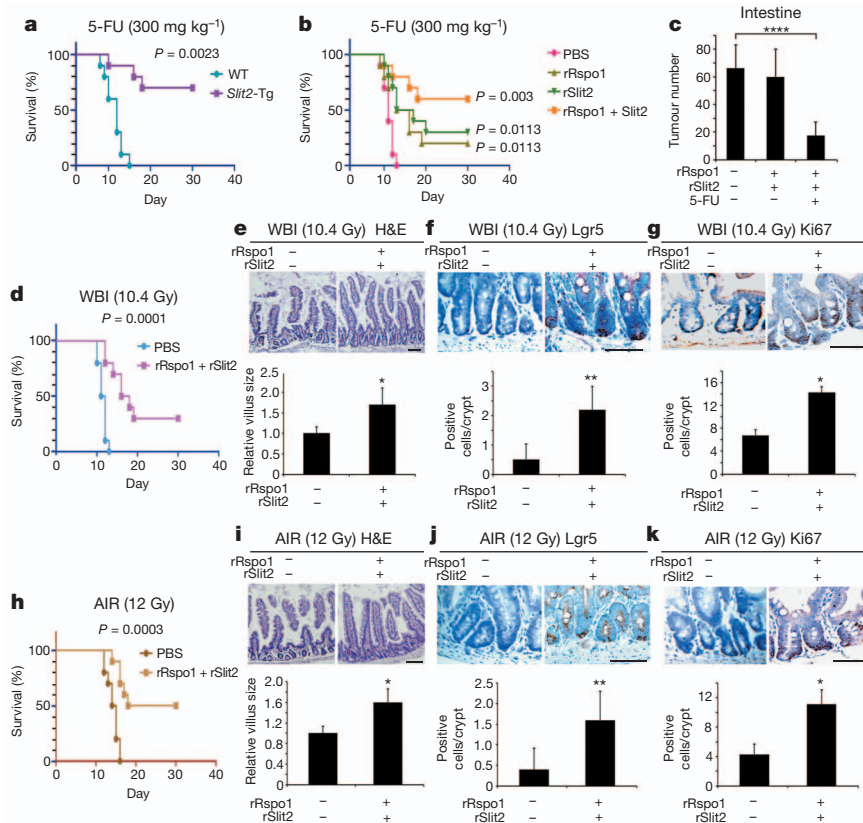 a
5-FU (300 mg kg⁻¹)
P = 0.0023
WT
Slit2-Tg
Survival (%)
100
50
0
0 10 20 30 40
Day
b
5-FU (300 mg kg⁻¹)
PBS
rRspo1
rSlit2
rRspo1 + Slit2
P = 0.003
P = 0.0113
P = 0.0113
Survival (%)
100
50
0
0 10 20 30 40
Day
c
Intestine
****
Tumour number
80
60
40
20
0
rRspo1 – + +
rSlit2 – + +
5-FU – – +
d
WBI (10.4 Gy)
P = 0.0001
PBS
rRspo1 + rSlit2
Survival (%)
100
50
0
0 10 20 30 40
Day
e
WBI (10.4 Gy) H&E
rRspo1 – +
rSlit2 +
Relative villus size
2.0
1.5
1.0
0.5
0
*
rRspo1 – +
rSlit2 +
f
WBI (10.4 Gy) Lgr5
rRspo1 – +
rSlit2 +
Positive cells/crypt
3
2
1
0
**
rRspo1 – +
rSlit2 +
g
WBI (10.4 Gy) Ki67
rRspo1 – +
rSlit2 +
Positive cells/crypt
16
12
8
4
0
*
rRspo1 – +
rSlit2 +
h
AIR (12 Gy)
P = 0.0003
PBS
rRspo1 + rSlit2
Survival (%)
100
50
0
0 10 20 30 40
Day
i
AIR (12 Gy) H&E
rRspo1 – +
rSlit2 +
Relative villus size
2.0
1.6
1.2
0.8
0.4
0
*
rRspo1 – +
rSlit2 +
j
AIR (12 Gy) Lgr5
rRspo1 – +
rSlit2 +
Positive cells/crypt
2.5
2.0
1.5
1.0
0.5
0
**
rRspo1 – +
rSlit2 +
k
AIR (12 Gy) Ki67
rRspo1 – +
rSlit2 +
Positive cells/crypt
12
9
6
3
0
*
rRspo1 – +
rSlit2 +